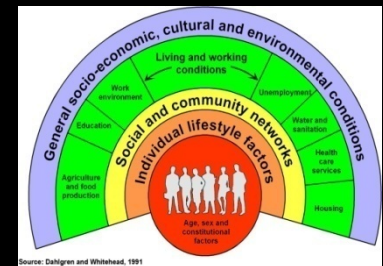 General socio-economic, cultural and environmental conditions
Living and working
conditions
Work
environment
Unemployment
Education
Water and
sanitation
Agriculture
and food
production
Health
care
services
Housing
Social and community networks
Individual lifestyle factors
Age, sex and
constitutional
factors
Source: Dahlgren and Whitehead, 1991